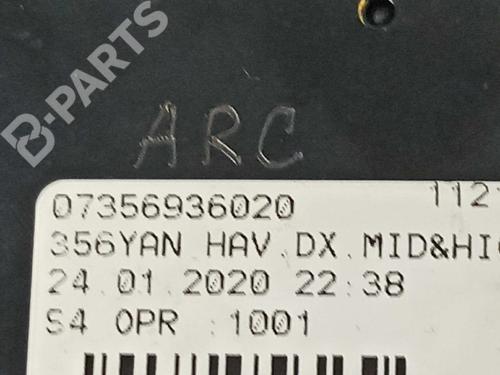 B-PARTS
ARC
07356936020 112
356YAN HAV.DX.MID&HI
24.01.2020 22:38
S4 OPR :1001